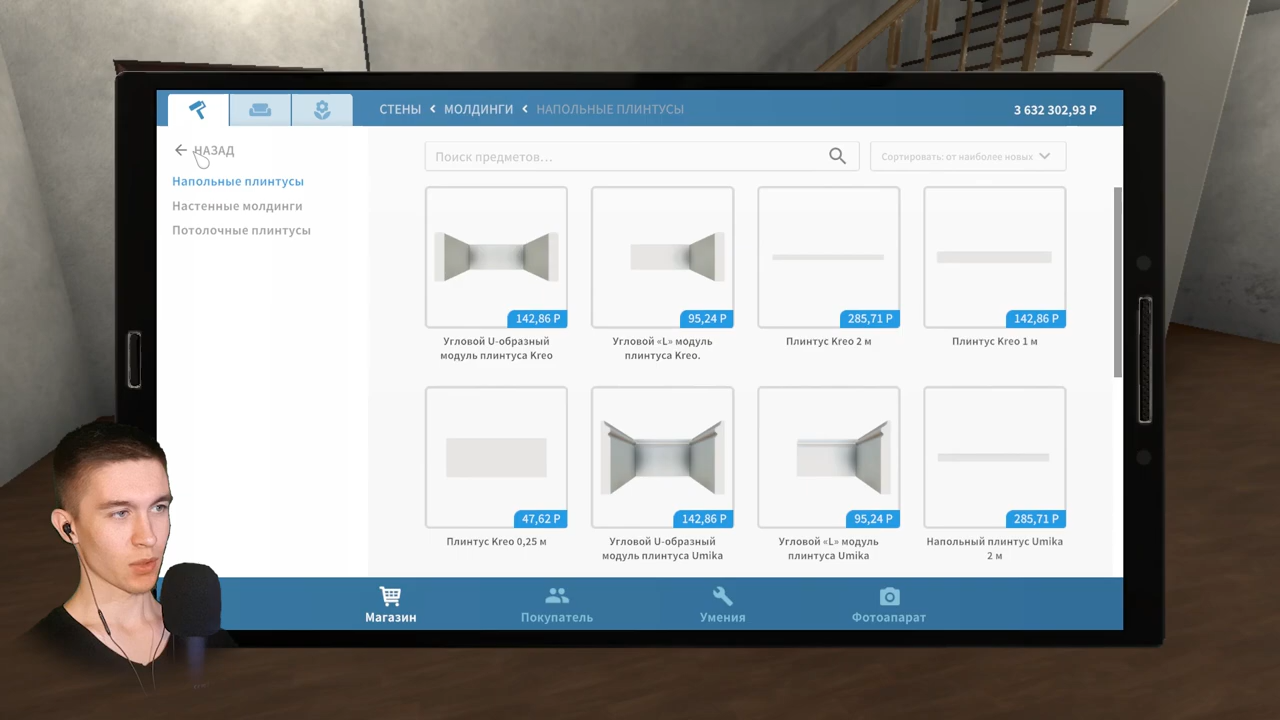 СТЕНЫ < МОЛДИНГИ < НАПОЛЬНЫЕ ПЛИНТУСЫ
3 632 302,93 Р
НАЗАД
Напольные плинтусы
Настенные молдинги
Потолочные плинтусы
Поиск предметов...
Сортировать: от наиболее новых
142,86 Р
95,24 Р
285,71 Р
142,86 Р
Угловой U-образный
модуль плинтуса Kreo
Угловой «L» модуль
плинтуса Kreo.
Плинтус Kreo 2 м
Плинтус Kreo 1 м
47,62 Р
142,86 Р
95,24 Р
285,71 Р
Плинтус Kreo 0,25 м
Угловой U-образный
модуль плинтуса Umika
Угловой «L» модуль
плинтуса Umika
Напольный плинтус Umika
2 м
Магазин
Покупатель
Умения
Фотоаппарат